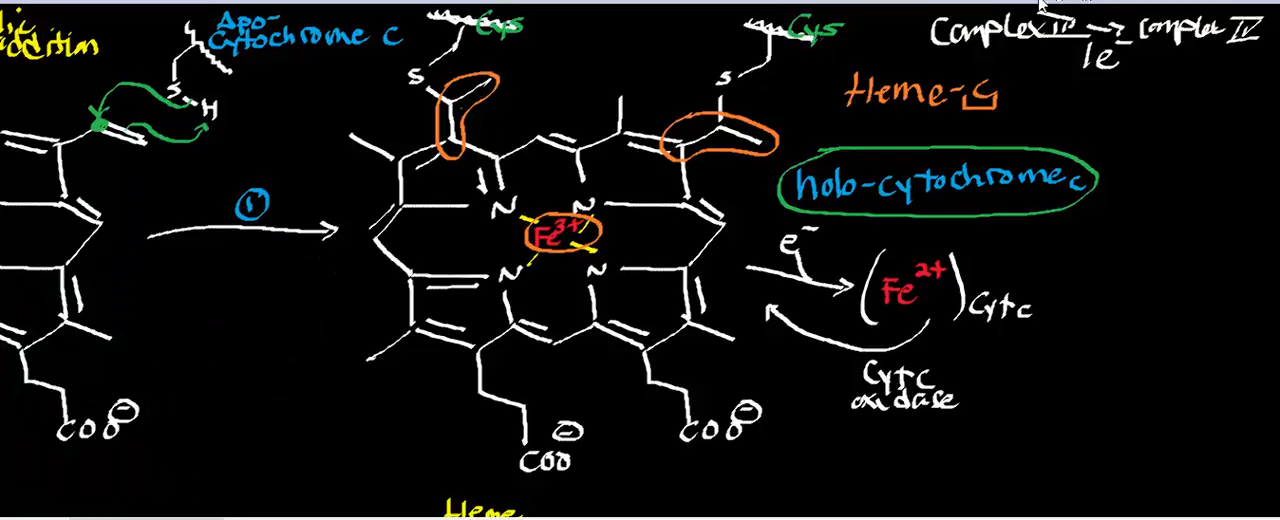 addition
Apo-
Cytochrome c
S
H
Cys
S
Cys
S
Complex III → Complex IV
1e-
Heme-C
holo-cytochrome c
1
N
N
Fe3+
N
N
e-
(Fe2+)cytc
Cytc
oxidase
COO-
COO-
COO-
Heme